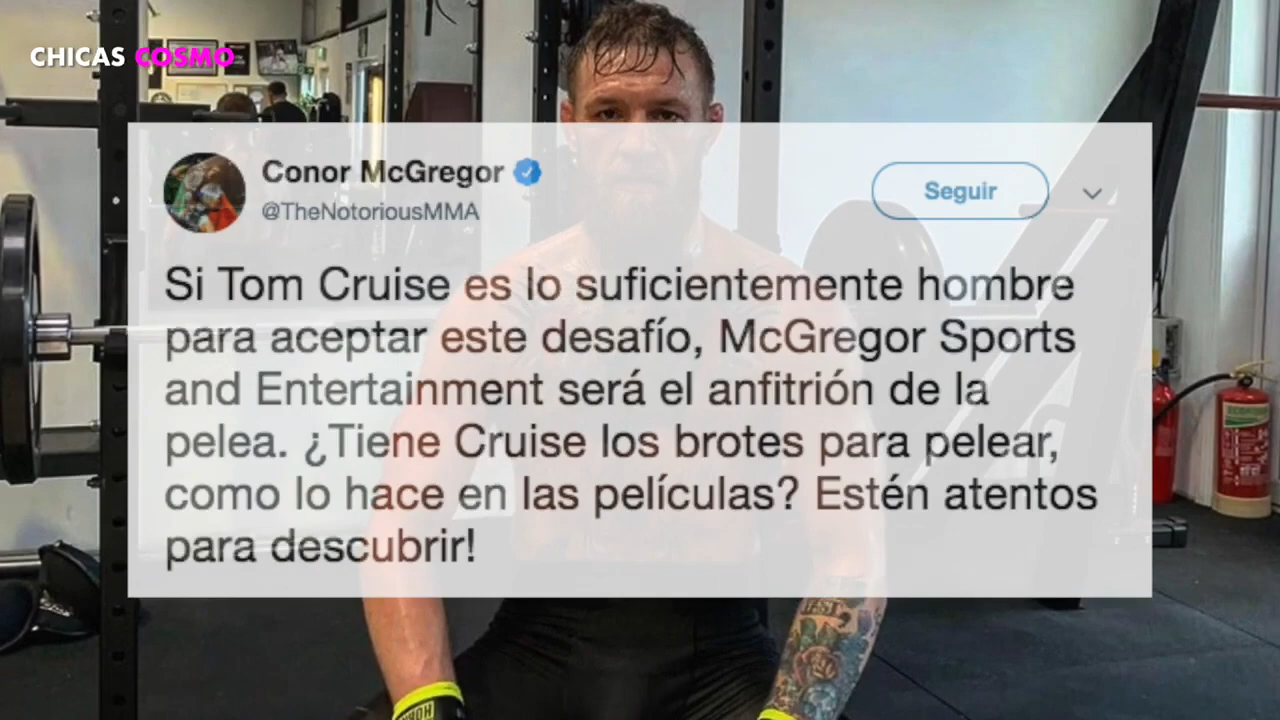 CHICAS COSMO
Conor McGregor
@TheNotoriousMMA
Seguir
Si Tom Cruise es lo suficientemente hombre
para aceptar este desafío, McGregor Sports
and Entertainment será el anfitrión de la
pelea. ¿Tiene Cruise los brotes para pelear,
como lo hace en las películas? Estén atentos
para descubrir!